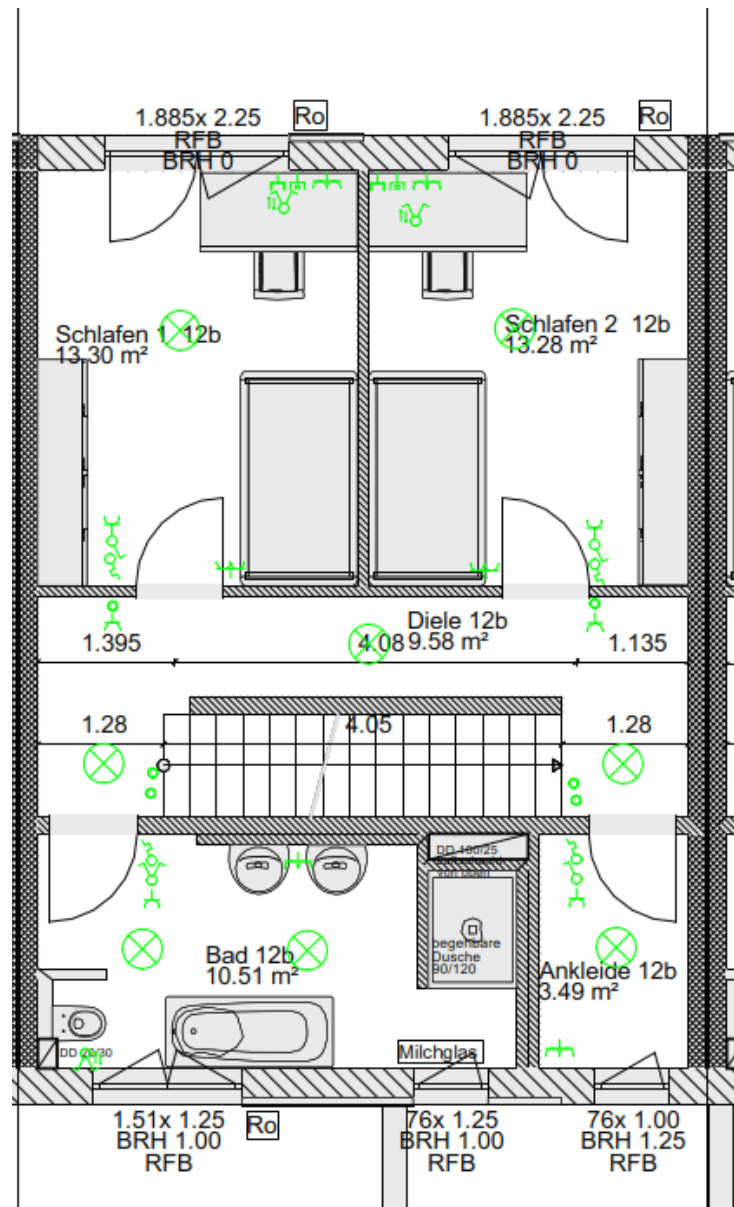 1.885x 2.25
RFB
BRH 0
Ro
1.885x 2.25
RFB
BRH 0
Ro
Schlafen 1 12b
13.30 m²
Schlafen 2 12b
13.28 m²
Diele 12b
9.58 m²
1.395
4.08
1.135
1.28
4.05
1.28
DD 100/25
von oben
begehbare
Dusche
90/120
Bad 12b
10.51 m²
Ankleide 12b
3.49 m²
DD 20/30
Milchglas
1.51x 1.25
BRH 1.00
RFB
Ro
76x 1.25
BRH 1.00
RFB
76x 1.00
BRH 1.25
RFB